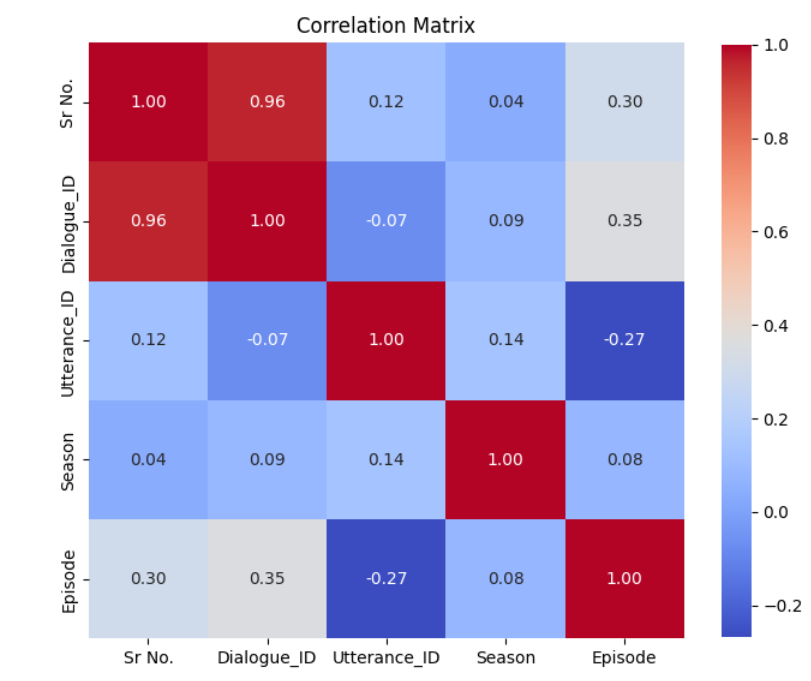 Correlation Matrix
Sr No. 1.00 0.96 0.12 0.04 0.30
Dialogue_ID 0.96 1.00 -0.07 0.09 0.35
Utterance_ID 0.12 -0.07 1.00 0.14 -0.27
Season 0.04 0.09 0.14 1.00 0.08
Episode 0.30 0.35 -0.27 0.08 1.00
Sr No. Dialogue_ID Utterance_ID Season Episode
1.0
0.8
0.6
0.4
0.2
0.0
−0.2